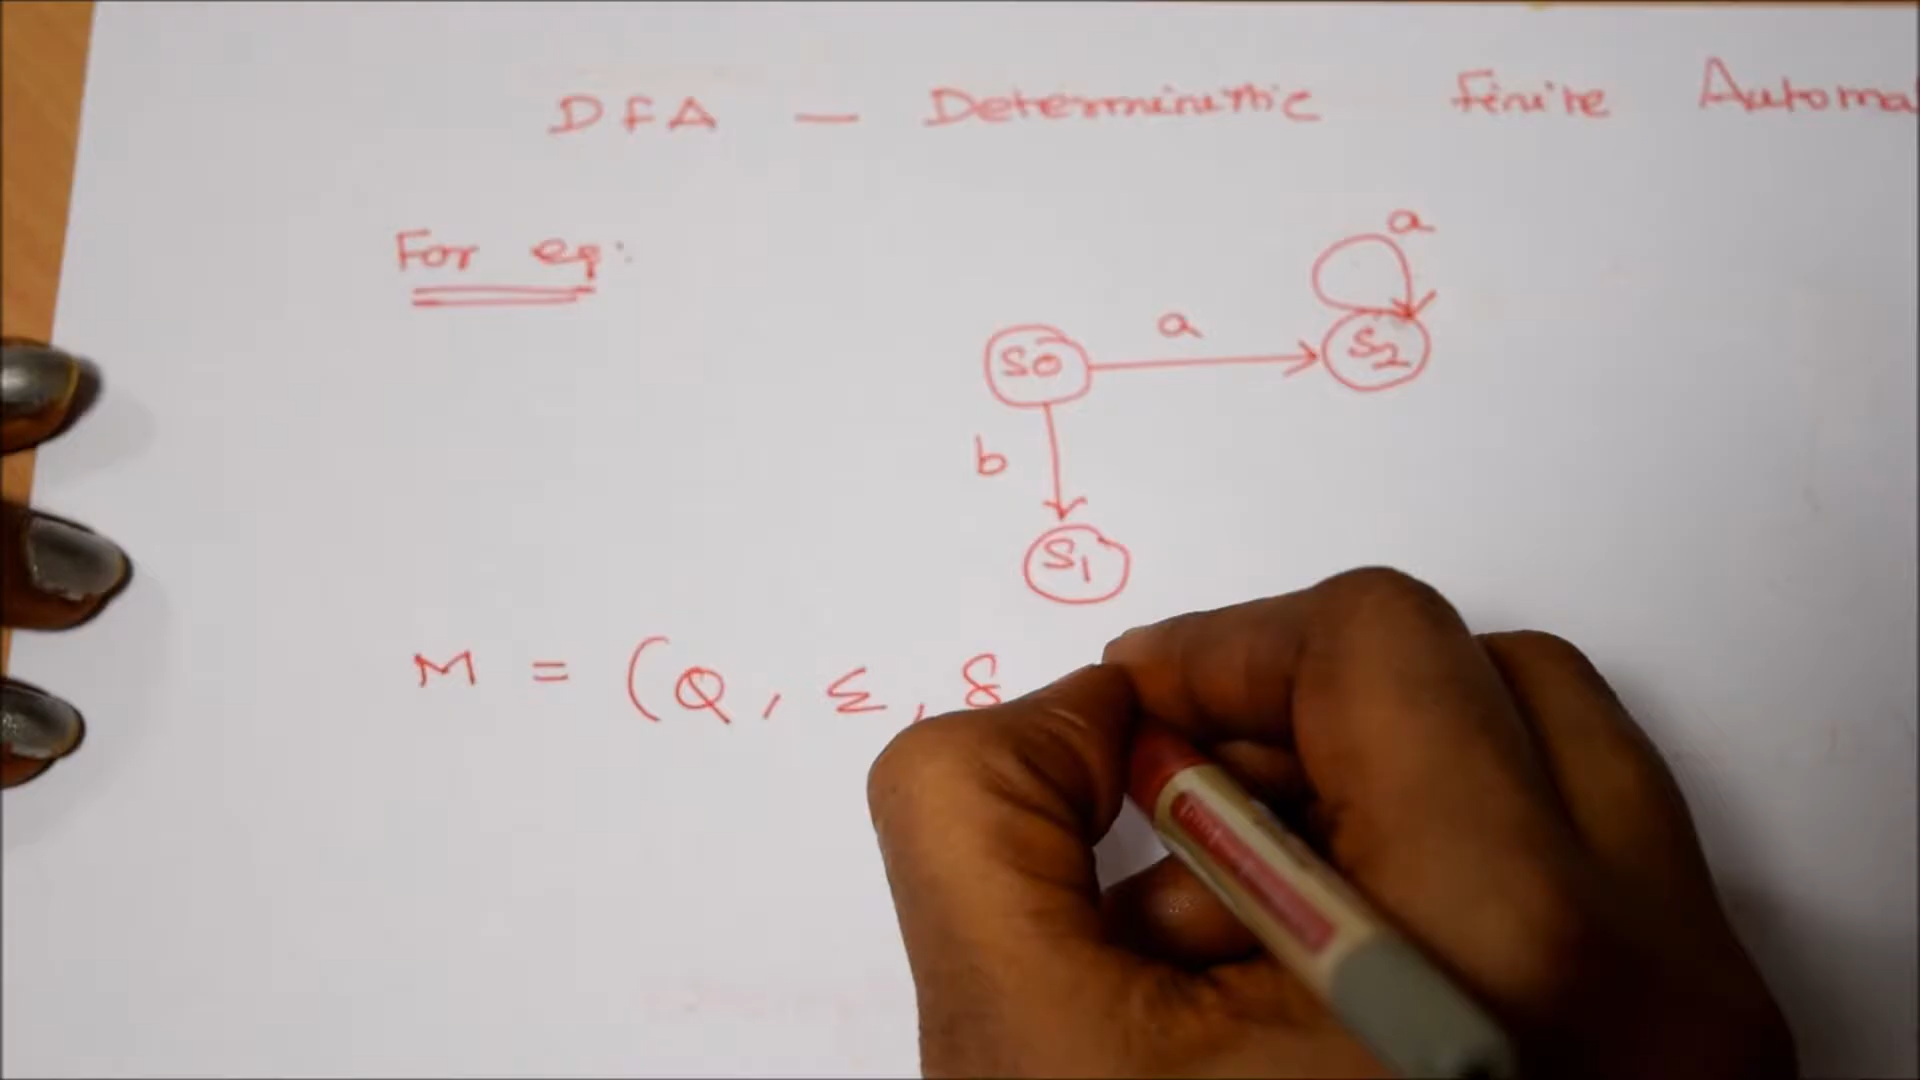 DFA — Deterministic Finite Automa
For eg:
a
a
S0
S2
b
S1
M = (Q, Σ, δ